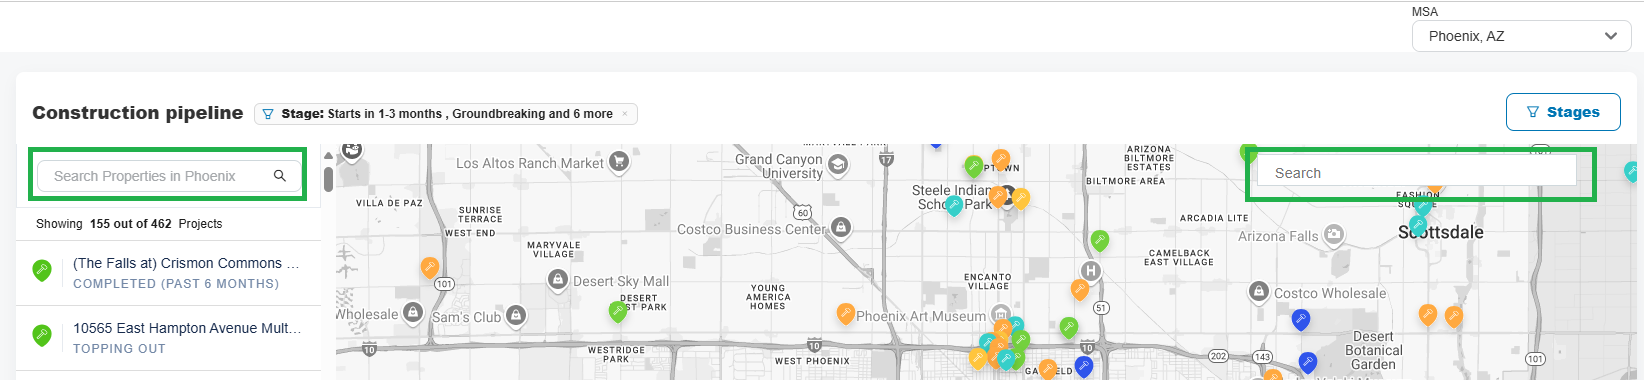 MSA
Phoenix, AZ
Construction pipeline
Stage: Starts in 1-3 months , Groundbreaking and 6 more ×
Stages
Search Properties in Phoenix
Showing 155 out of 462 Projects
(The Falls at) Crismon Commons ...
COMPLETED (PAST 6 MONTHS)
10565 East Hampton Avenue Mult...
TOPPING OUT
Los Altos Ranch Market
Grand Canyon
University
17
ARIZONA
BILTMORE
ESTATES
BILTMORE AREA
Search
FASHION
SQUARE
VILLA DE PAZ
SUNRISE
TERRACE
WEST END
MARYVALE
VILLAGE
60
Costco Business Center
Steele Indian
School Park
ARCADIA LITE
Arizona Falls
Scottsdale
CAMELBACK
EAST VILLAGE
101
Desert Sky Mall
DESERT
WEST PARK
YOUNG
AMERICA
HOMES
ENCANTO
VILLAGE
H
51
Costco Wholesale
Wholesale
Sam's Club
Phoenix Art Museum
Desert
Botanical
Garden
10
WESTRIDGE
PARK
WEST PHOENIX
10
10
202
143
101